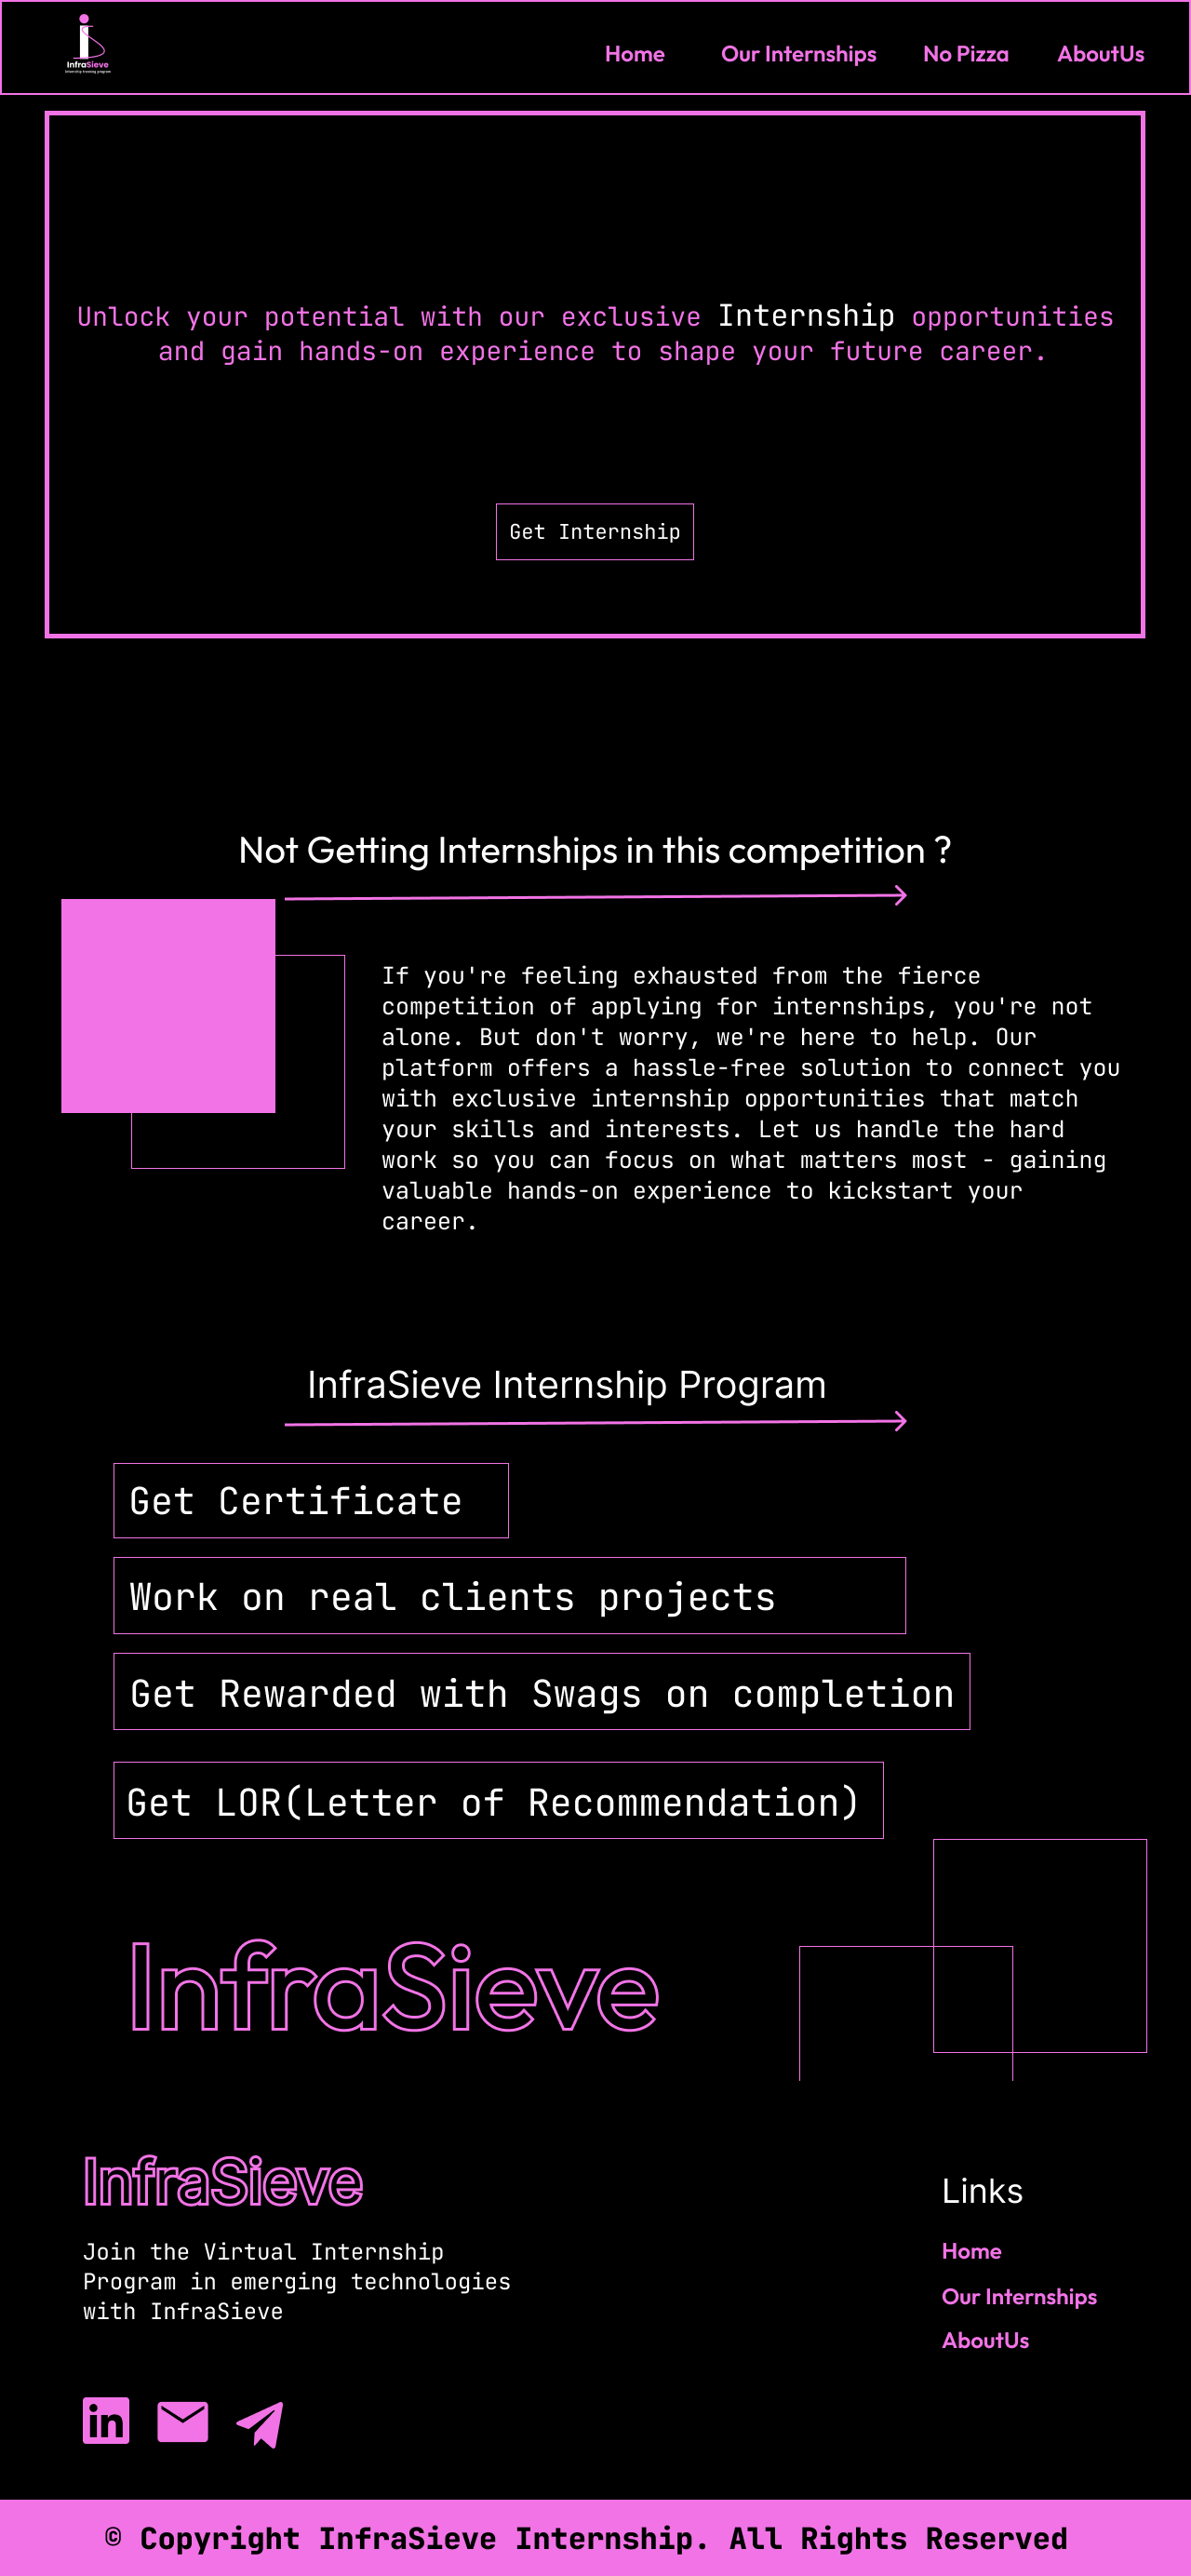 InfraSieve
Internship training program
Home Our Internships No Pizza AboutUs
Unlock your potential with our exclusive Internship opportunities
and gain hands-on experience to shape your future career.
Get Internship
Not Getting Internships in this competition ?
If you're feeling exhausted from the fierce
competition of applying for internships, you're not
alone. But don't worry, we're here to help. Our
platform offers a hassle-free solution to connect you
with exclusive internship opportunities that match
your skills and interests. Let us handle the hard
work so you can focus on what matters most - gaining
valuable hands-on experience to kickstart your
career.
InfraSieve Internship Program
Get Certificate
Work on real clients projects
Get Rewarded with Swags on completion
Get LOR(Letter of Recommendation)
InfraSieve
InfraSieve
Join the Virtual Internship
Program in emerging technologies
with InfraSieve
Links
Home
Our Internships
AboutUs
in
© Copyright InfraSieve Internship. All Rights Reserved